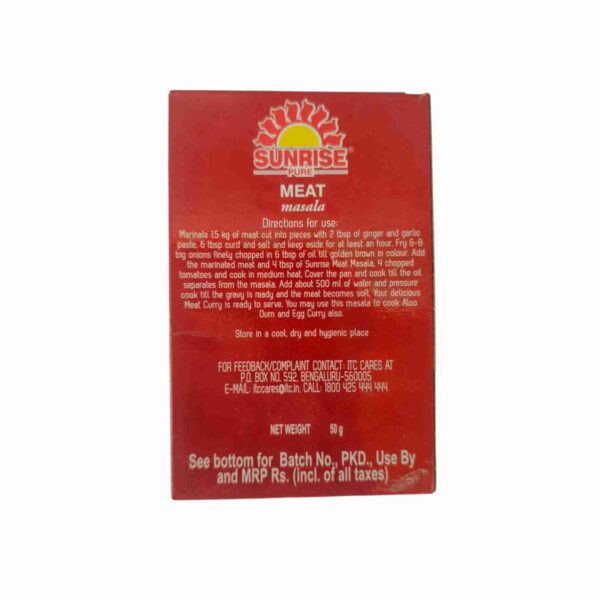 SUNRISE®
PURE
MEAT
masala
Directions for use:
Marinate 1.5 kg of meat cut into pieces with 2 tbsp of ginger and garlic
paste, 6 tbsp curd and salt and keep aside for at least an hour. Fry 6-8
big onions finely chopped in 6 tbsp of oil till golden brown in colour. Add
the marinated meat and 4 tbsp of Sunrise Meat Masala, 4 chopped
tomatoes and cook in medium heat. Cover the pan and cook till the oil
separates from the masala. Add about 500 ml of water and pressure
cook till the gravy is ready and the meat becomes soft. Your delicious
Meat Curry is ready to serve. You may use this masala to cook Aloo
Dum and Egg Curry also.
Store in a cool, dry and hygienic place
FOR FEEDBACK/COMPLAINT CONTACT: ITC CARES AT
P.O. BOX NO. 592, BENGALURU-560005
E-MAIL: itccares@itc.in, CALL: 1800 425 444 444
NET WEIGHT 50 g
See bottom for Batch No., PKD., Use By
and MRP Rs. (incl. of all taxes)